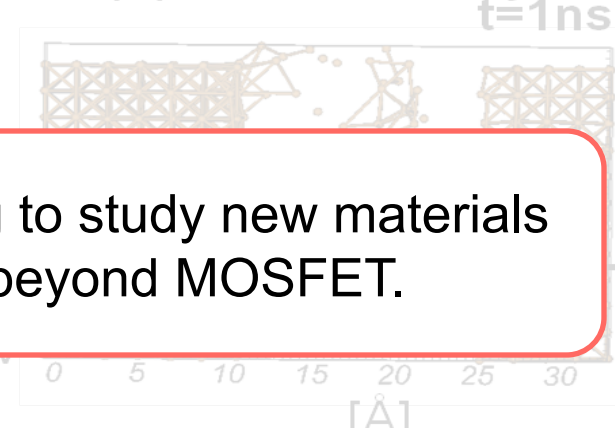 t=1ns
to study new materials
beyond MOSFET.
0 5 10 15 20 25 30
[Å]